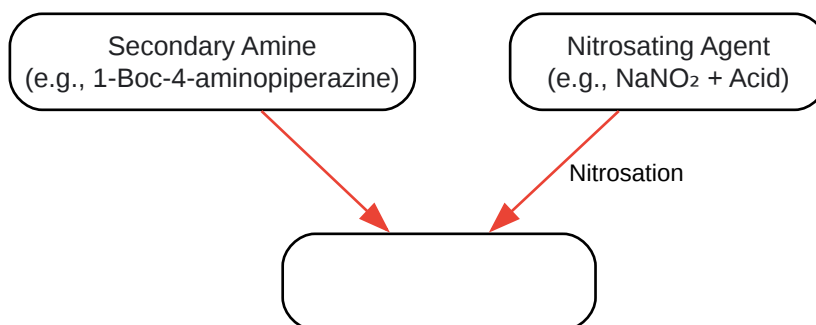 Secondary Amine
(e.g., 1-Boc-4-aminopiperazine)
Nitrosating Agent
(e.g., NaNO₂ + Acid)
Nitrosation